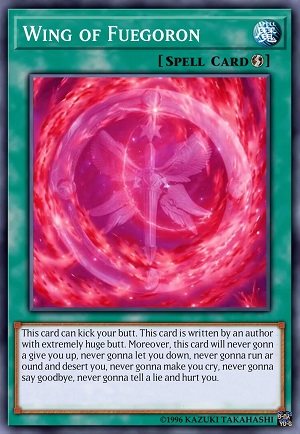 WING OF FUEGORON
[SPELL CARD]
This card can kick your butt. This card is written by an author
with extremely huge butt. Moreover, this card will never gonn
a give you up, never gonna let you down, never gonna run ar
ound and desert you, never gonna make you cry, never gonna
say goodbye, never gonna tell a lie and hurt you.
©1996 KAZUKI TAKAHASHI